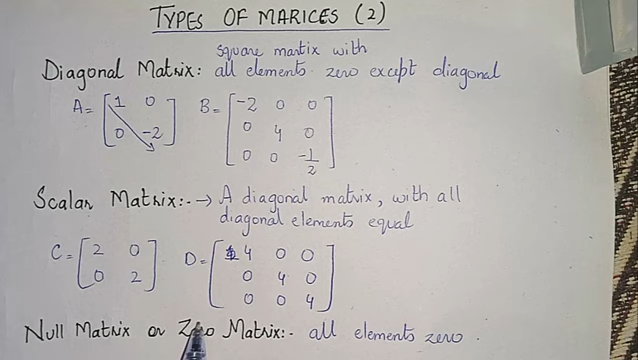 TYPES OF MARICES (2)
square martix with
Diagonal Matrix: all elements zero except diagonal
A = [ 1 0
0 -2 ]
B = [ -2 0 0
0 4 0
0 0 -1/2 ]
Scalar Matrix:- → A diagonal matrix, with all
diagonal elements equal
C = [ 2 0
0 2 ]
D = [ 4 0 0
0 4 0
0 0 4 ]
Null Matrix or Zero Matrix:- all elements zero.